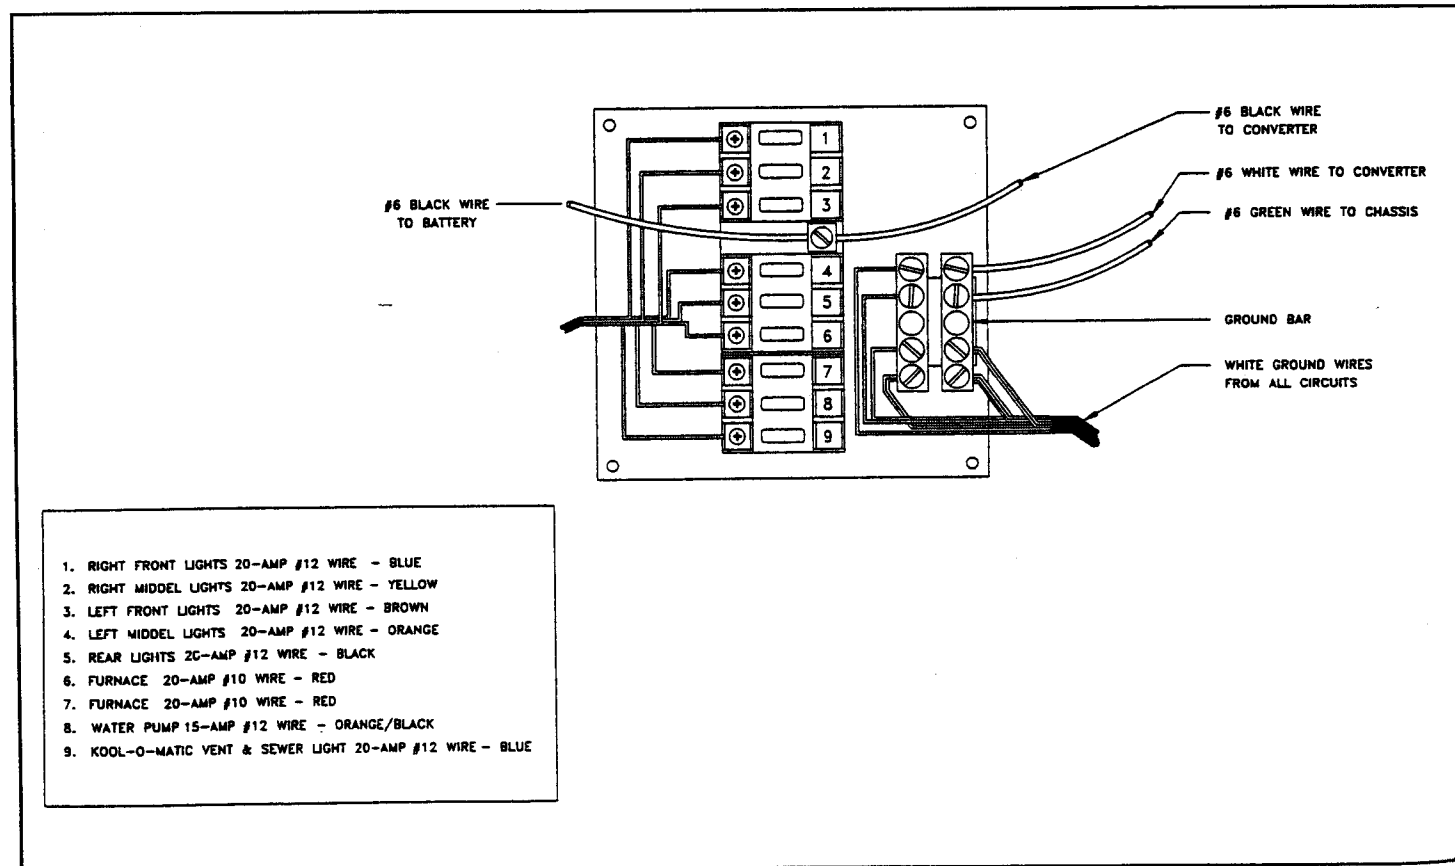 #6 BLACK WIRE
TO CONVERTER
#6 WHITE WIRE TO CONVERTER
#6 GREEN WIRE TO CHASSIS
#6 BLACK WIRE
TO BATTERY
1
2
3
4
5
6
7
8
9
GROUND BAR
WHITE GROUND WIRES
FROM ALL CIRCUITS
1. RIGHT FRONT LIGHTS 20-AMP #12 WIRE - BLUE
2. RIGHT MIDDEL LIGHTS 20-AMP #12 WIRE - YELLOW
3. LEFT FRONT LIGHTS 20-AMP #12 WIRE - BROWN
4. LEFT MIDDEL LIGHTS 20-AMP #12 WIRE - ORANGE
5. REAR LIGHTS 20-AMP #12 WIRE - BLACK
6. FURNACE 20-AMP #10 WIRE - RED
7. FURNACE 20-AMP #10 WIRE - RED
8. WATER PUMP 15-AMP #12 WIRE - ORANGE/BLACK
9. KOOL-O-MATIC VENT & SEWER LIGHT 20-AMP #12 WIRE - BLUE